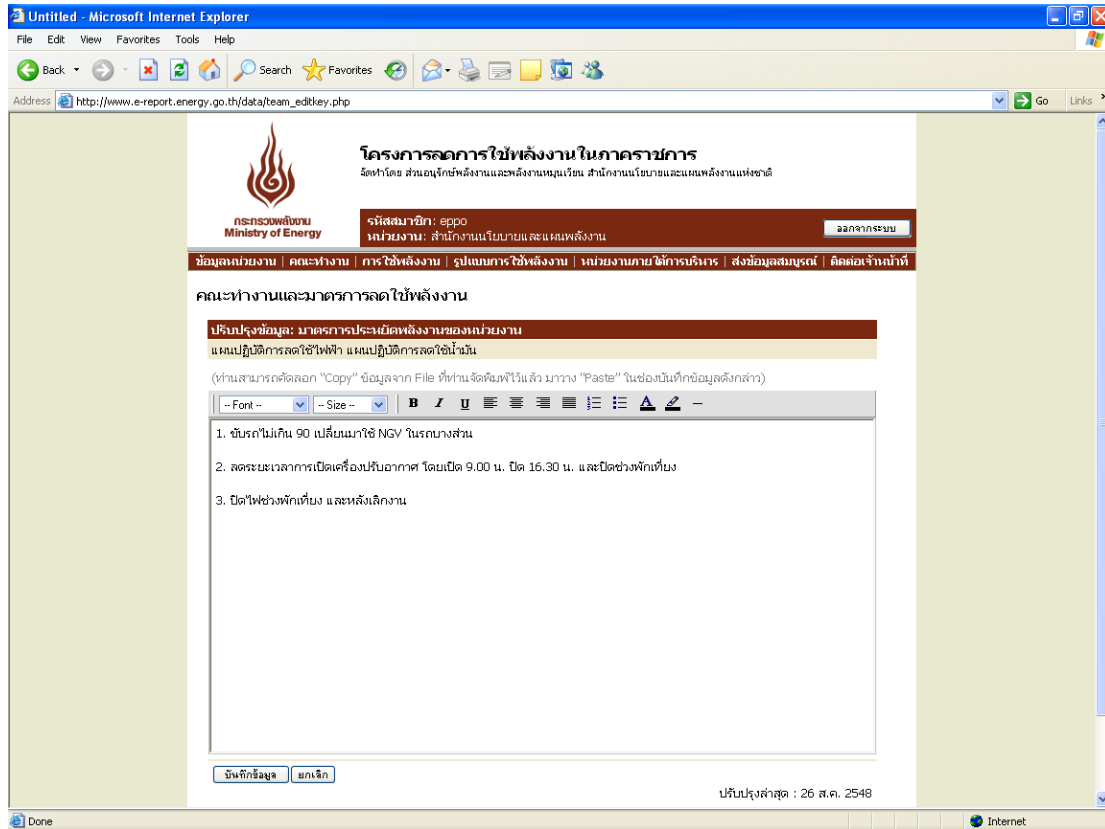 Untitled - Microsoft Internet Explorer
File Edit View Favorites Tools Help
Back Search Favorites
Address http://www.e-report.energy.go.th/data/team_editkey.php Go Links
โครงการลดการใช้พลังงานในภาคราชการ
จัดทำโดย ส่วนอนุรักษ์พลังงานและพลังงานหมุนเวียน สำนักงานนโยบายและแผนพลังงานแห่งชาติ
กระทรวงพลังงาน
Ministry of Energy
รหัสสมาชิก: eppo
หน่วยงาน: สำนักงานนโยบายและแผนพลังงาน
ออกจากระบบ
ข้อมูลหน่วยงาน | คณะทำงาน | การใช้พลังงาน | รูปแบบการใช้พลังงาน | หน่วยงานภายใต้การบริหาร | ส่งข้อมูลสมบูรณ์ | ติดต่อเจ้าหน้าที่
คณะทำงานและมาตรการลดใช้พลังงาน
ปรับปรุงข้อมูล: มาตรการประหยัดพลังงานของหน่วยงาน
แผนปฏิบัติการลดใช้ไฟฟ้า แผนปฏิบัติการลดใช้น้ำมัน
(ท่านสามารถคัดลอก "Copy" ข้อมูลจาก File ที่ท่านจัดพิมพ์ไว้แล้ว มาวาง "Paste" ในช่องบันทึกข้อมูลดังกล่าว)
-- Font -- -- Size -- B I U
1. ขับรถไม่เกิน 90 เปลี่ยนมาใช้ NGV ในรถบางส่วน
2. ลดระยะเวลาการเปิดเครื่องปรับอากาศ โดยเปิด 9.00 น. ปิด 16.30 น. และปิดช่วงพักเที่ยง
3. ปิดไฟช่วงพักเที่ยง และหลังเลิกงาน
บันทึกข้อมูล ยกเลิก
ปรับปรุงล่าสุด : 26 ส.ค. 2548
Done Internet